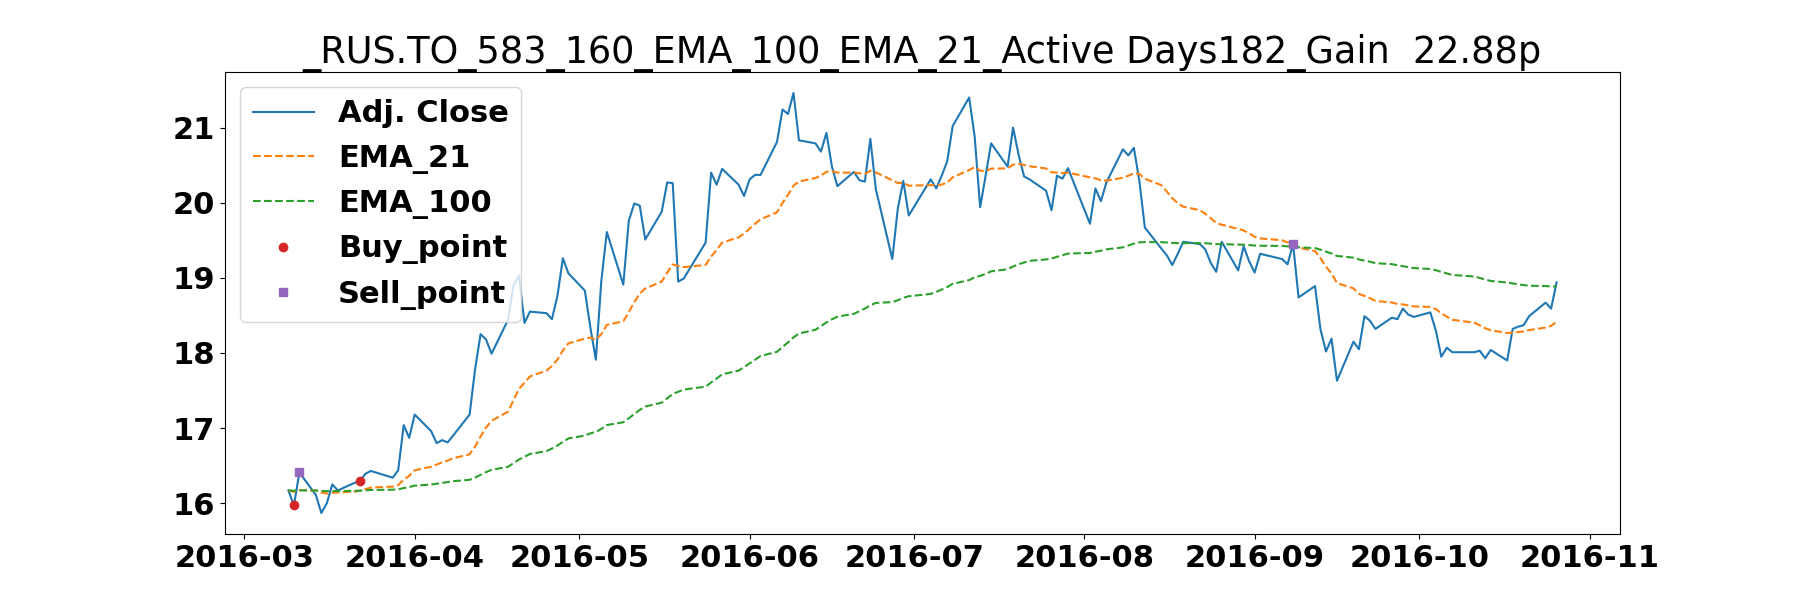 _RUS.TO_583_160_EMA_100_EMA_21_Active Days182_Gain  22.88p
Adj. Close
EMA_21
EMA_100
Buy_point
Sell_point
21
20
19
18
17
16
2016-03 2016-04 2016-05 2016-06 2016-07 2016-08 2016-09 2016-10 2016-11